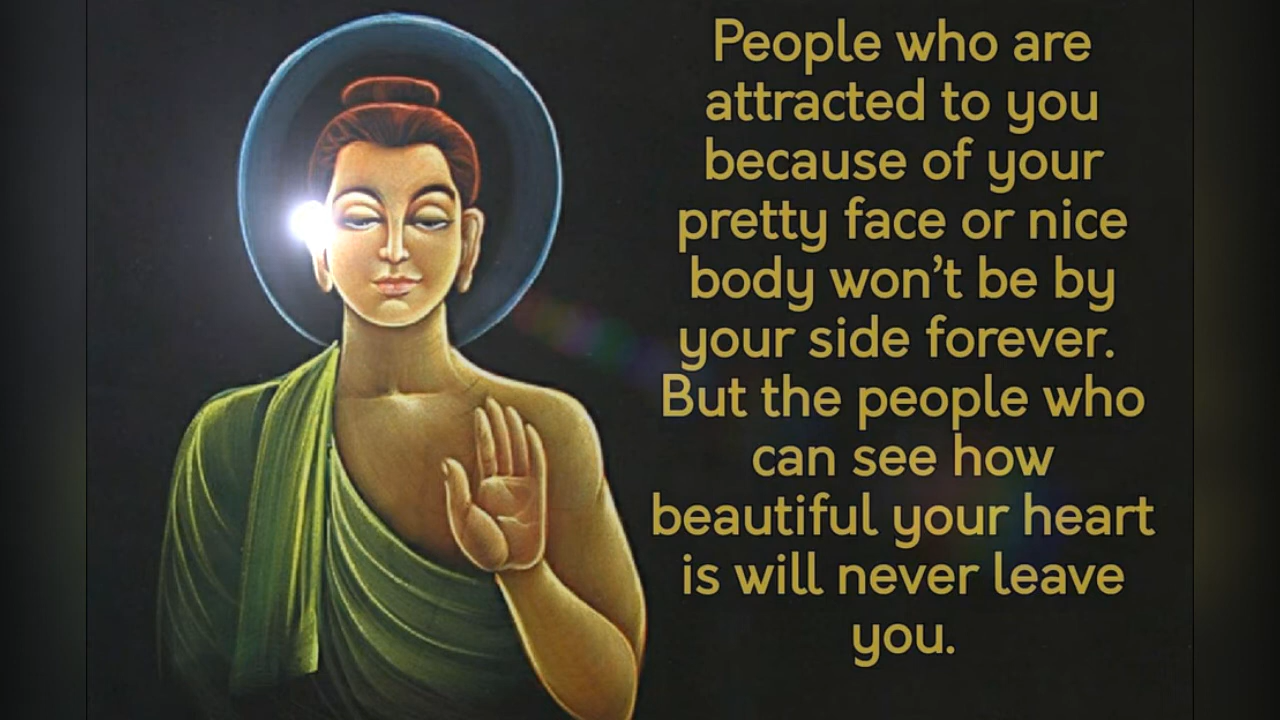 People who are
attracted to you
because of your
pretty face or nice
body won’t be by
your side forever.
But the people who
can see how
beautiful your heart
is will never leave
you.